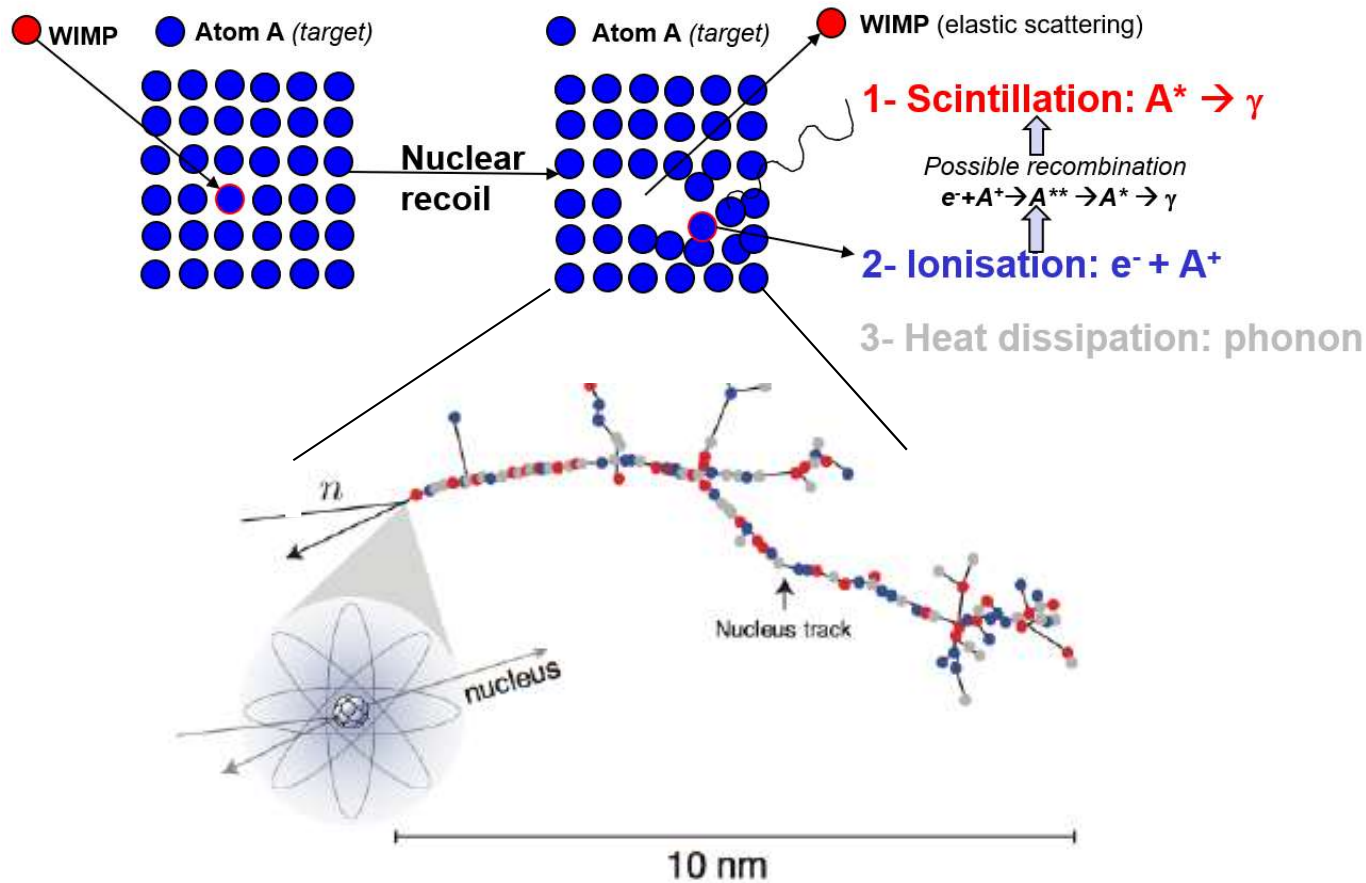 WIMP
Atom A (target)
Atom A (target)
WIMP (elastic scattering)
Nuclear
recoil
1- Scintillation: A* → γ
Possible recombination
e⁻+A⁺→A** →A* → γ
2- Ionisation: e⁻ + A⁺
3- Heat dissipation: phonon
n
Nucleus track
nucleus
10 nm